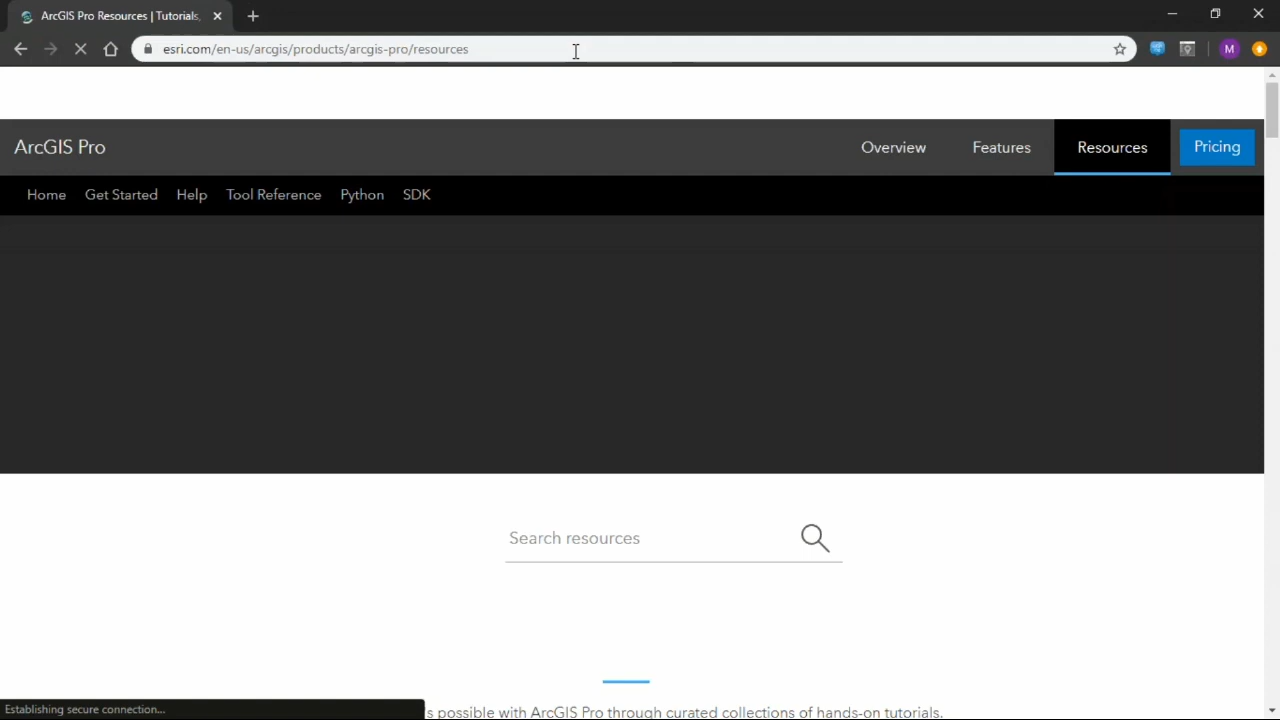 ArcGIS Pro Resources | Tutorials,
esri.com/en-us/arcgis/products/arcgis-pro/resources
M
ArcGIS Pro
Overview
Features
Resources
Pricing
Home
Get Started
Help
Tool Reference
Python
SDK
Search resources
s possible with ArcGIS Pro through curated collections of hands-on tutorials.
Establishing secure connection...